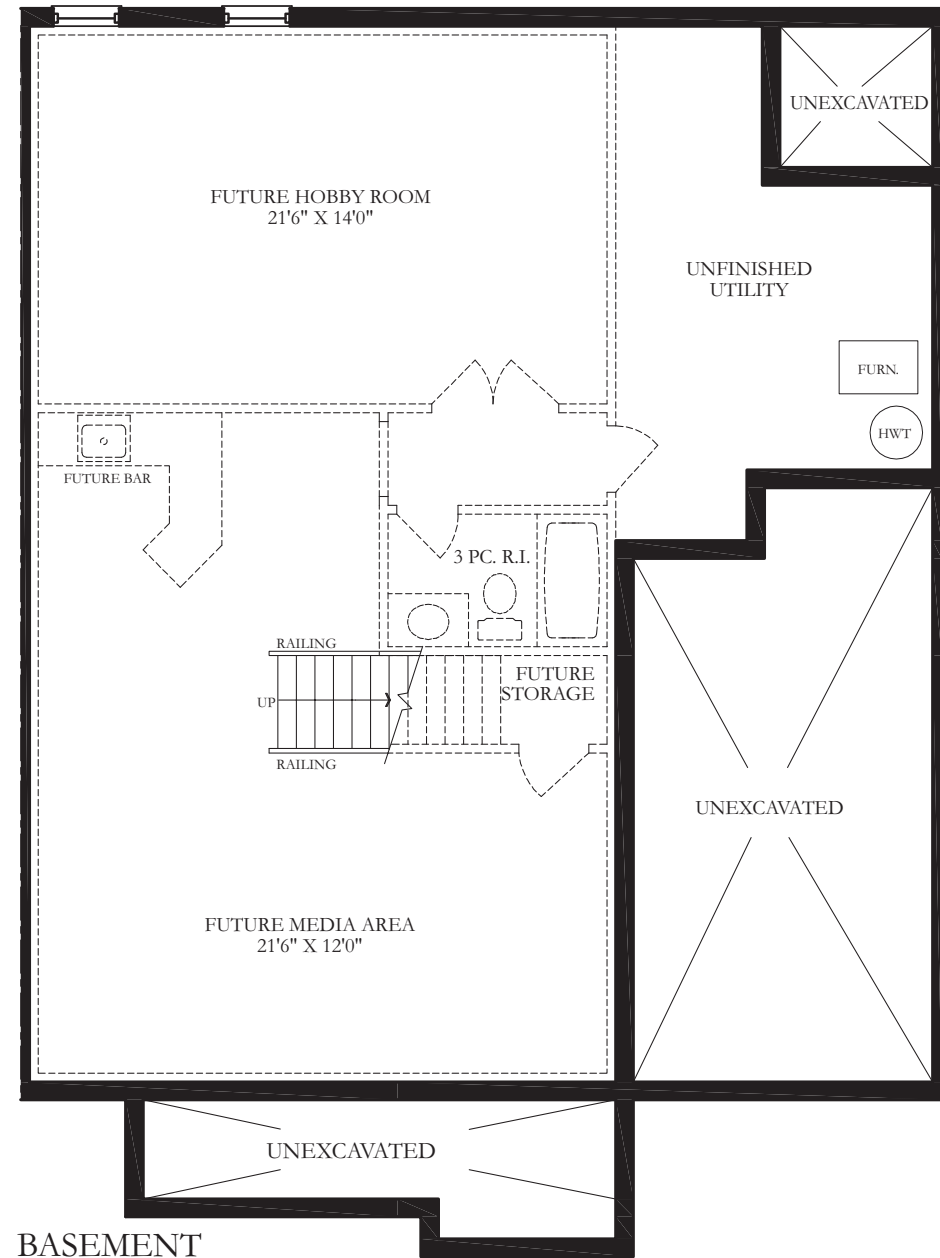 UNEXCAVATED
FUTURE HOBBY ROOM
21'6" X 14'0"
UNFINISHED
UTILITY
FURN.
HWT
FUTURE BAR
3 PC. R.I.
RAILING
FUTURE
STORAGE
UP
RAILING
UNEXCAVATED
FUTURE MEDIA AREA
21'6" X 12'0"
UNEXCAVATED
BASEMENT